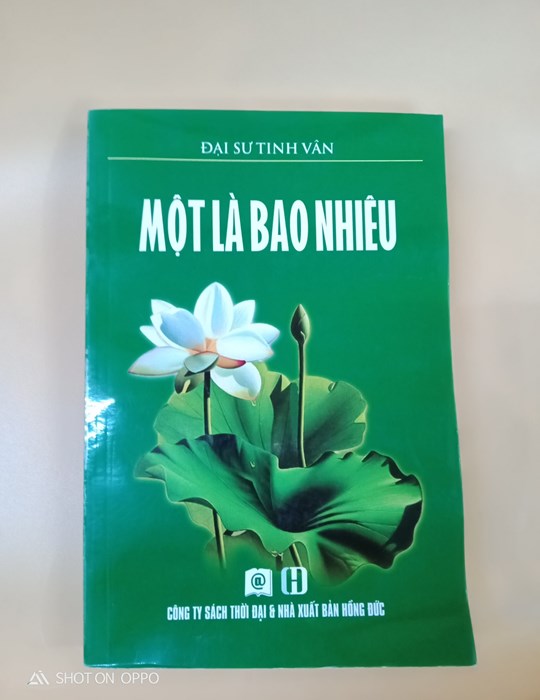 ĐẠI SƯ TINH VÂN
MỘT LÀ BAO NHIÊU
@ H
CÔNG TY SÁCH THỜI ĐẠI & NHÀ XUẤT BẢN HỒNG ĐỨC
SHOT ON OPPO